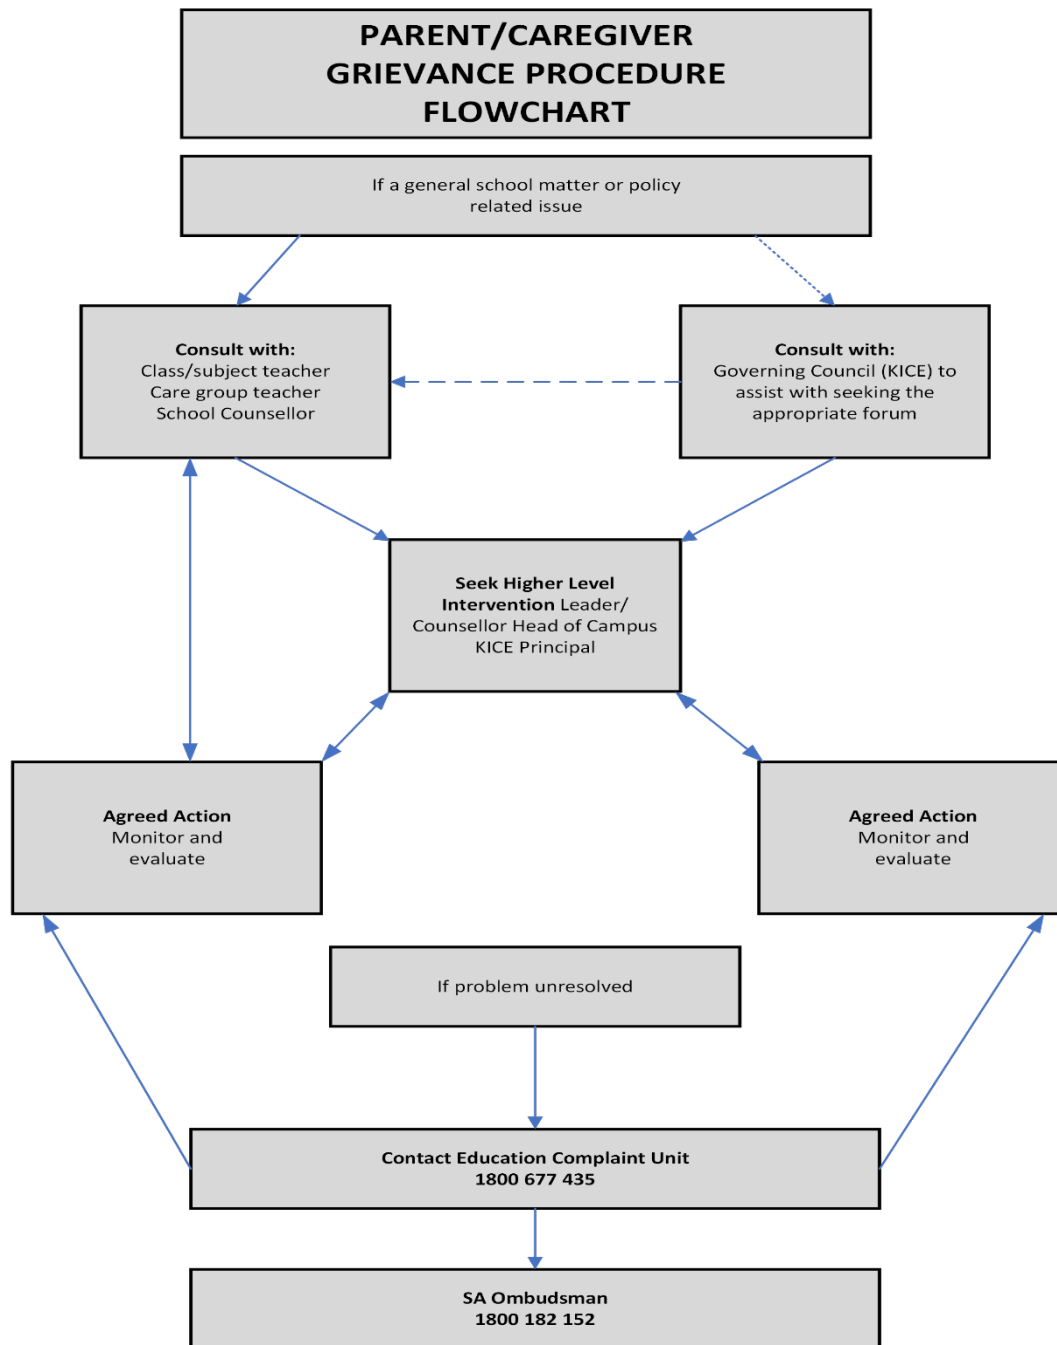 PARENT/CAREGIVER
GRIEVANCE PROCEDURE
FLOWCHART
If a general school matter or policy
related issue
Consult with:
Class/subject teacher
Care group teacher
School Counsellor
Consult with:
Governing Council (KICE) to
assist with seeking the
appropriate forum
Seek Higher Level
Intervention Leader/
Counsellor Head of Campus
KICE Principal
Agreed Action
Monitor and
evaluate
Agreed Action
Monitor and
evaluate
If problem unresolved
Contact Education Complaint Unit
1800 677 435
SA Ombudsman
1800 182 152